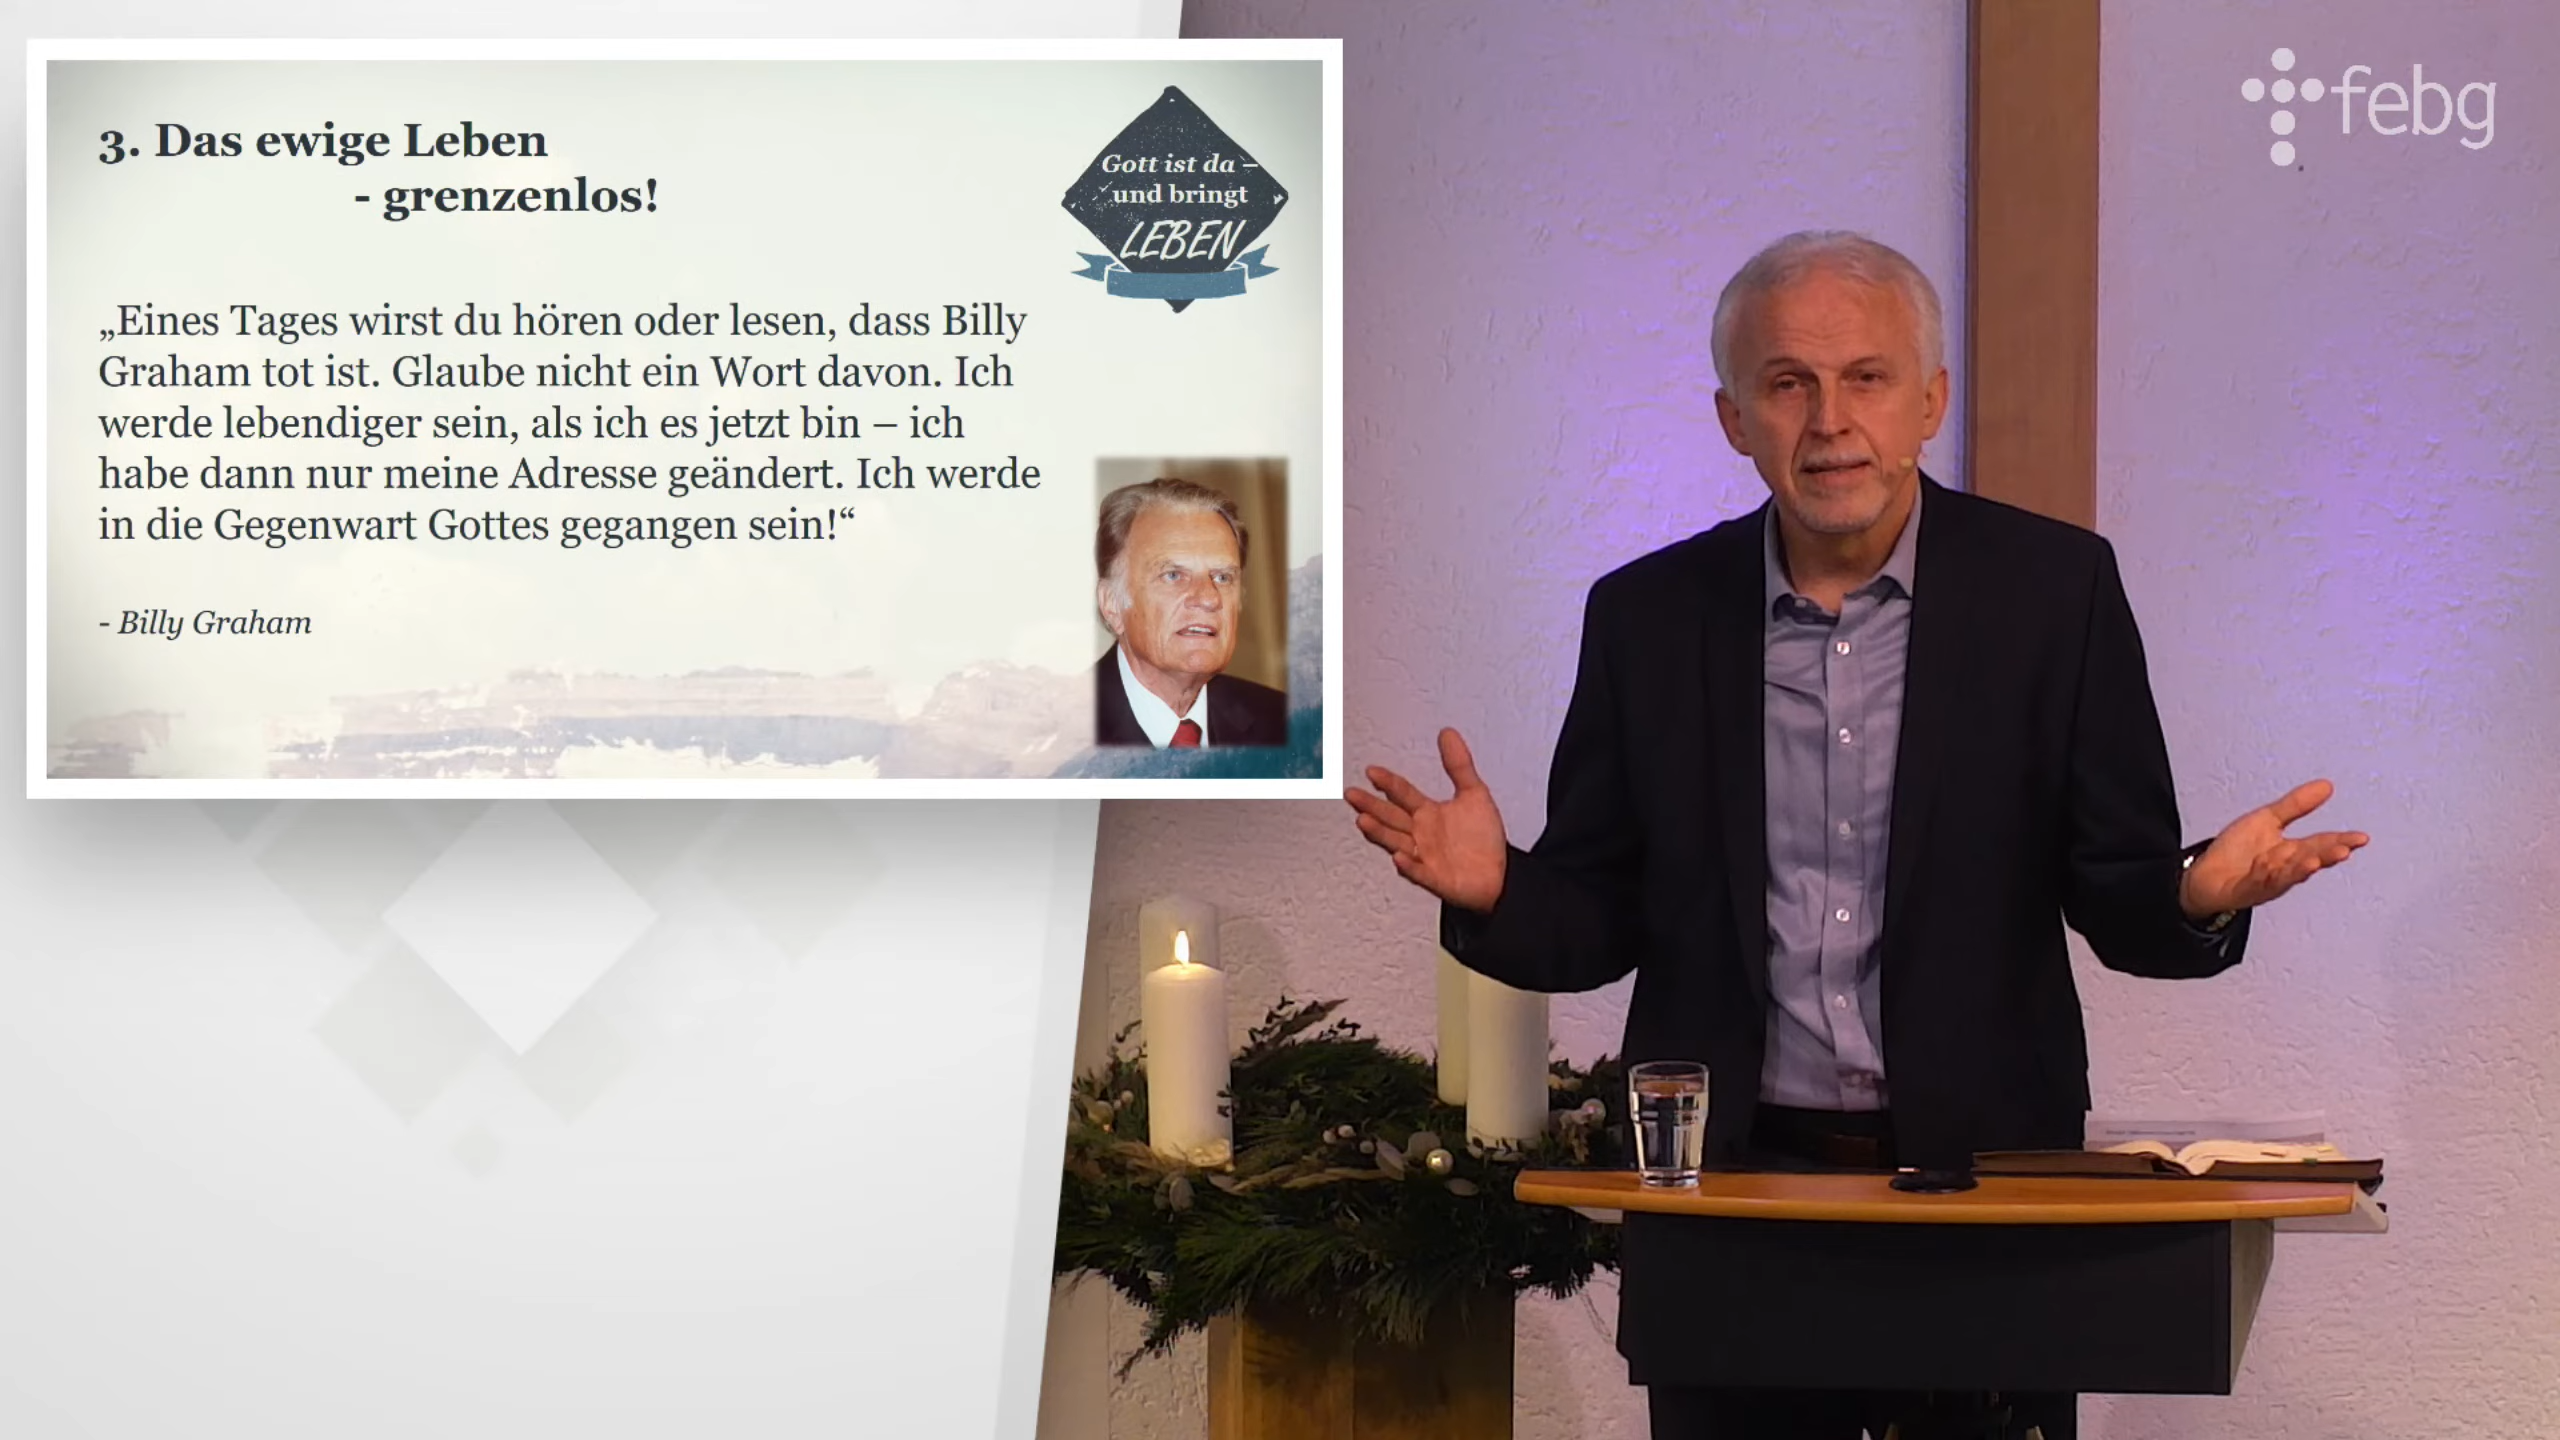 3. Das ewige Leben
- grenzenlos!
Gott ist da –
und bringt
LEBEN
„Eines Tages wirst du hören oder lesen, dass Billy
Graham tot ist. Glaube nicht ein Wort davon. Ich
werde lebendiger sein, als ich es jetzt bin – ich
habe dann nur meine Adresse geändert. Ich werde
in die Gegenwart Gottes gegangen sein!“
- Billy Graham
febg